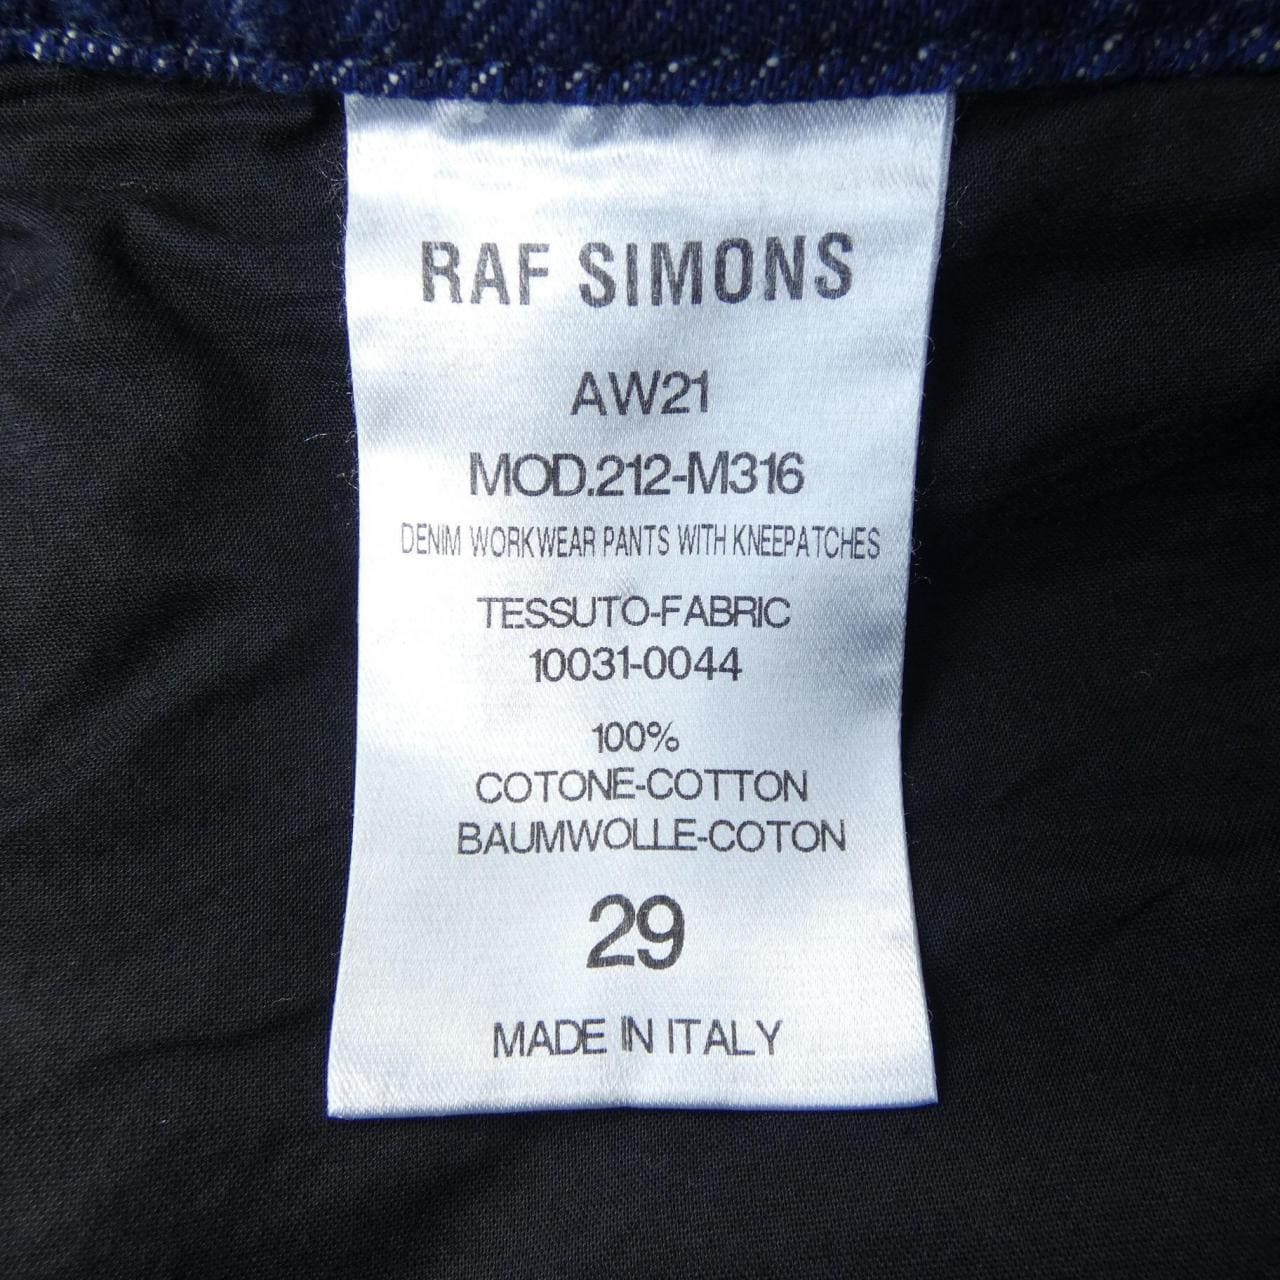 RAF SIMONS
AW21
MOD.212-M316
DENIM WORKWEAR PANTS WITH KNEEPATCHES
TESSUTO-FABRIC
10031-0044
100%
COTONE-COTTON
BAUMWOLLE-COTON
29
MADE IN ITALY